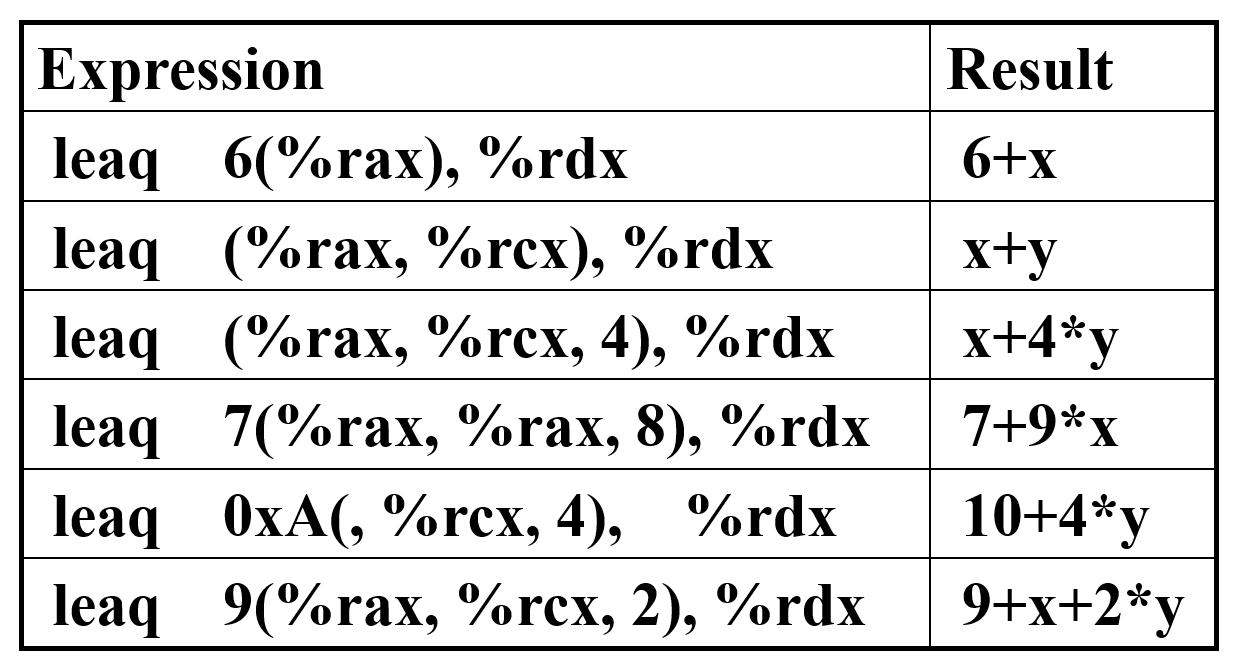 Expression Result
leaq 6(%rax), %rdx 6+x
leaq (%rax, %rcx), %rdx x+y
leaq (%rax, %rcx, 4), %rdx x+4*y
leaq 7(%rax, %rax, 8), %rdx 7+9*x
leaq 0xA(, %rcx, 4), %rdx 10+4*y
leaq 9(%rax, %rcx, 2), %rdx 9+x+2*y